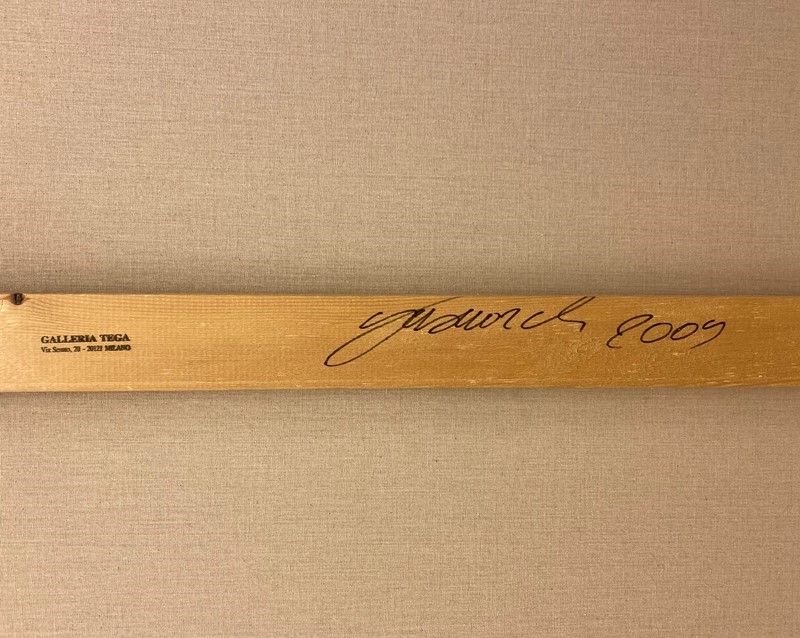 GALLERIA TEGA
Via Senato, 20 - 20121 MILANO
2009